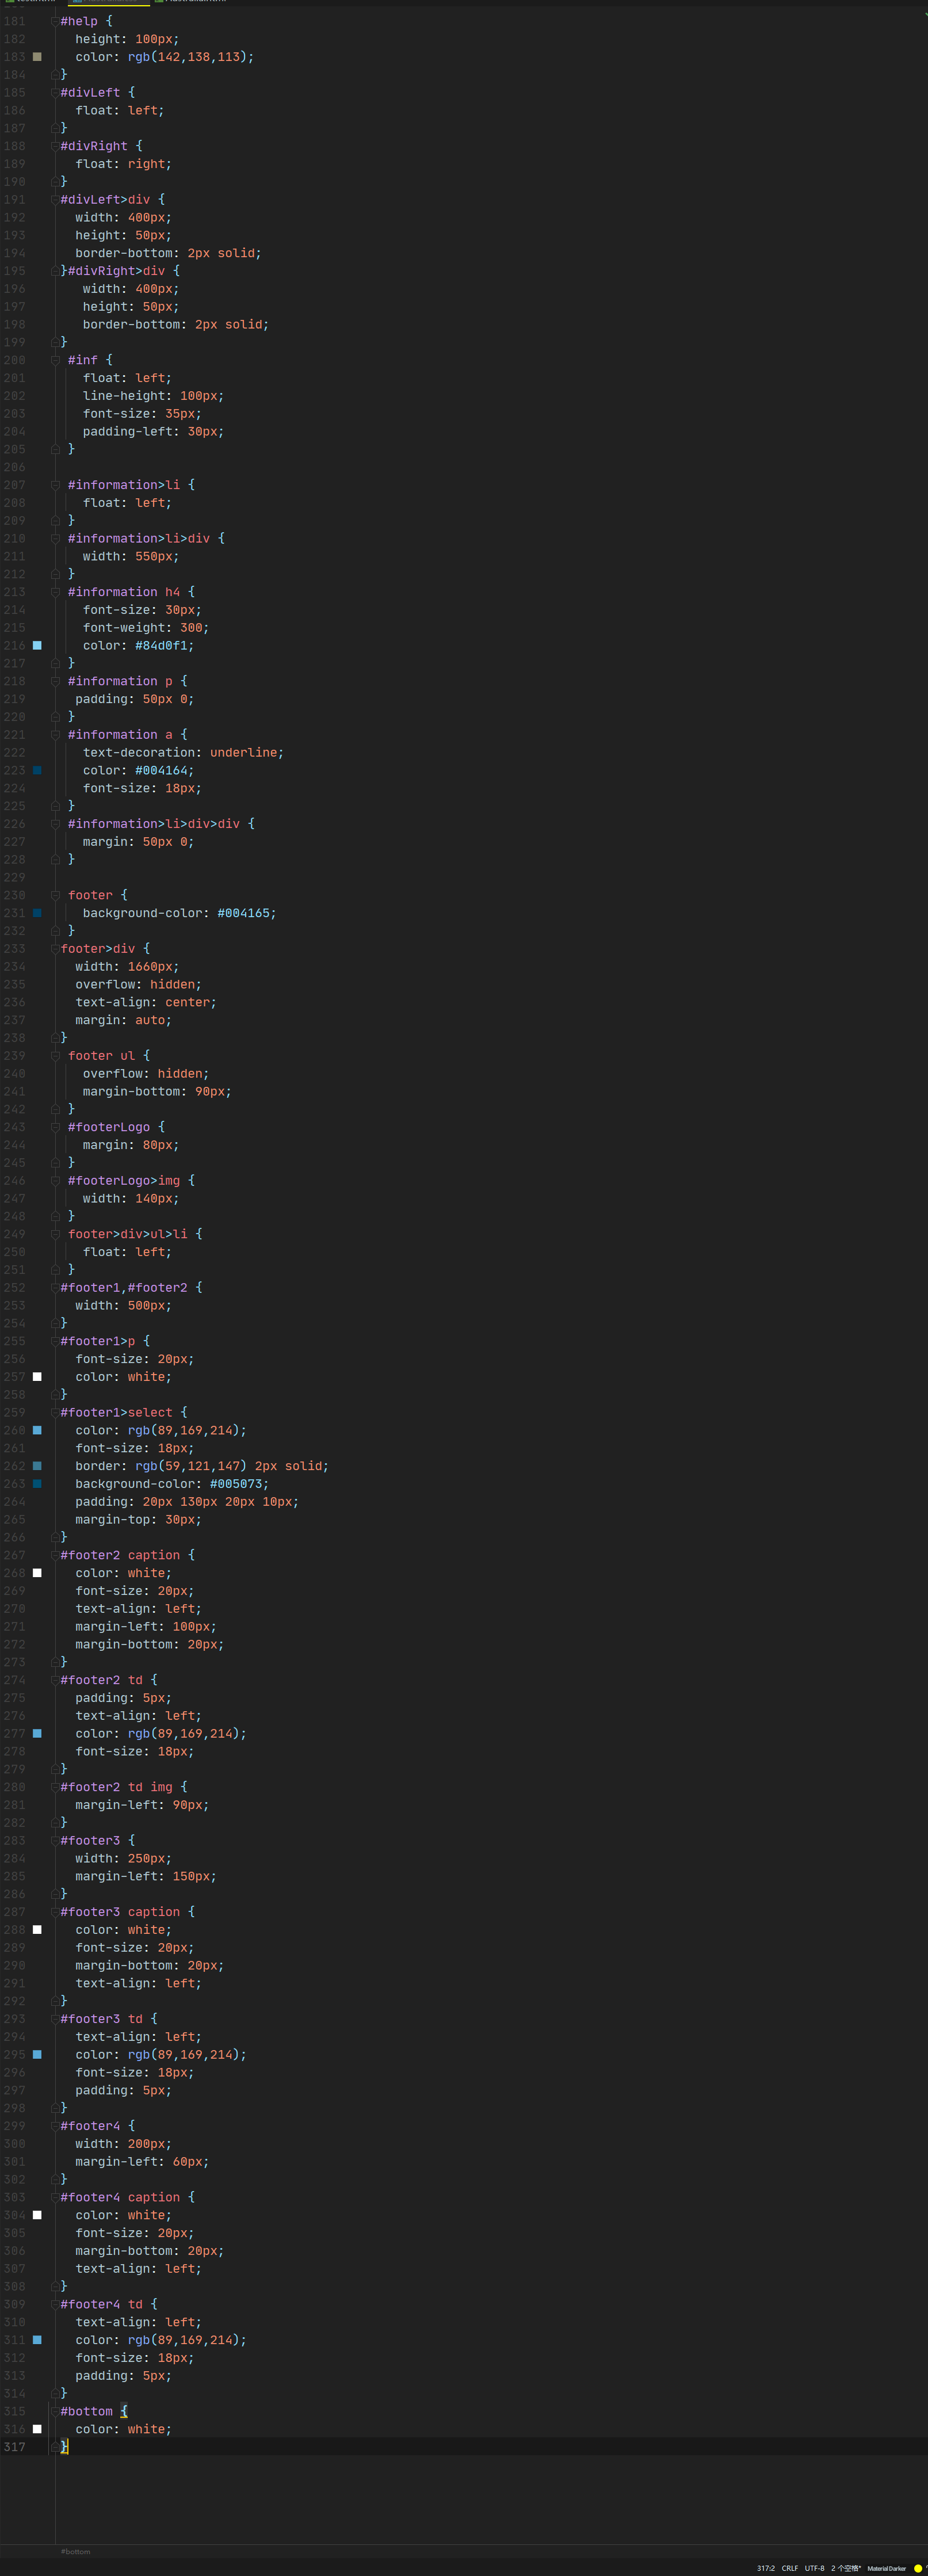 181 #help {
182 height: 100px;
183 color: rgb(142,138,113);
184 }
185 #divLeft {
186 float: left;
187 }
188 #divRight {
189 float: right;
190 }
191 #divLeft>div {
192 width: 400px;
193 height: 50px;
194 border-bottom: 2px solid;
195 }#divRight>div {
196 width: 400px;
197 height: 50px;
198 border-bottom: 2px solid;
199 }
200 #inf {
201 float: left;
202 line-height: 100px;
203 font-size: 35px;
204 padding-left: 30px;
205 }
206
207 #information>li {
208 float: left;
209 }
210 #information>li>div {
211 width: 550px;
212 }
213 #information h4 {
214 font-size: 30px;
215 font-weight: 300;
216 color: #84d0f1;
217 }
218 #information p {
219 padding: 50px 0;
220 }
221 #information a {
222 text-decoration: underline;
223 color: #004164;
224 font-size: 18px;
225 }
226 #information>li>div>div {
227 margin: 50px 0;
228 }
229
230 footer {
231 background-color: #004165;
232 }
233 footer>div {
234 width: 1660px;
235 overflow: hidden;
236 text-align: center;
237 margin: auto;
238 }
239 footer ul {
240 overflow: hidden;
241 margin-bottom: 90px;
242 }
243 #footerLogo {
244 margin: 80px;
245 }
246 #footerLogo>img {
247 width: 140px;
248 }
249 footer>div>ul>li {
250 float: left;
251 }
252 #footer1,#footer2 {
253 width: 500px;
254 }
255 #footer1>p {
256 font-size: 20px;
257 color: white;
258 }
259 #footer1>select {
260 color: rgb(89,169,214);
261 font-size: 18px;
262 border: rgb(59,121,147) 2px solid;
263 background-color: #005073;
264 padding: 20px 130px 20px 10px;
265 margin-top: 30px;
266 }
267 #footer2 caption {
268 color: white;
269 font-size: 20px;
270 text-align: left;
271 margin-left: 100px;
272 margin-bottom: 20px;
273 }
274 #footer2 td {
275 padding: 5px;
276 text-align: left;
277 color: rgb(89,169,214);
278 font-size: 18px;
279 }
280 #footer2 td img {
281 margin-left: 90px;
282 }
283 #footer3 {
284 width: 250px;
285 margin-left: 150px;
286 }
287 #footer3 caption {
288 color: white;
289 font-size: 20px;
290 margin-bottom: 20px;
291 text-align: left;
292 }
293 #footer3 td {
294 text-align: left;
295 color: rgb(89,169,214);
296 font-size: 18px;
297 padding: 5px;
298 }
299 #footer4 {
300 width: 200px;
301 margin-left: 60px;
302 }
303 #footer4 caption {
304 color: white;
305 font-size: 20px;
306 margin-bottom: 20px;
307 text-align: left;
308 }
309 #footer4 td {
310 text-align: left;
311 color: rgb(89,169,214);
312 font-size: 18px;
313 padding: 5px;
314 }
315 #bottom {
316 color: white;
317 }
#bottom
317:2 CRLF UTF-8 2 个空格* Material Darker